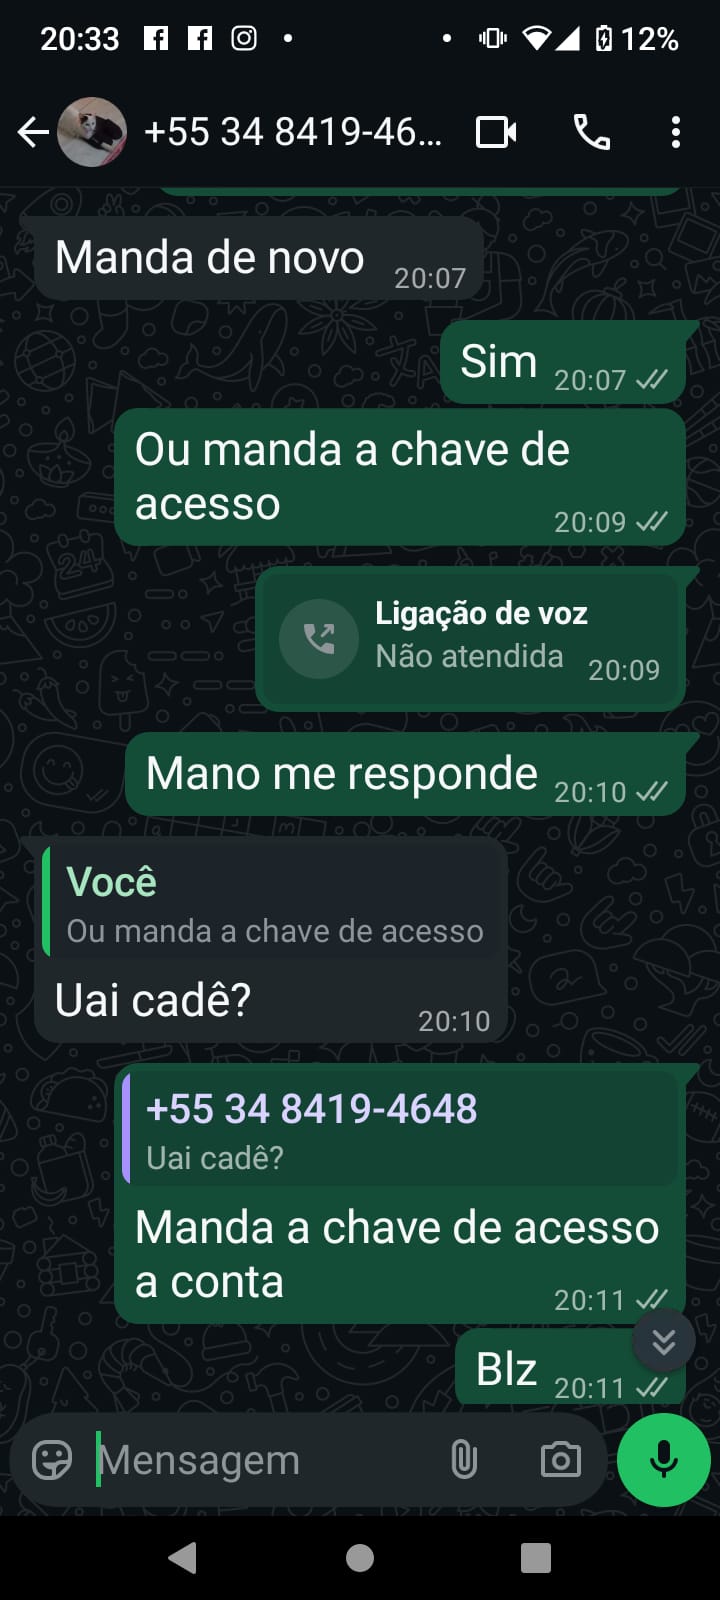 20:33
12%
+55 34 8419-46...
Manda de novo
20:07
Sim
20:07
Ou manda a chave de
acesso
20:09
Ligação de voz
Não atendida
20:09
Mano me responde
20:10
Você
Ou manda a chave de acesso
Uai cadê?
20:10
+55 34 8419-4648
Uai cadê?
Manda a chave de acesso
a conta
20:11
Blz
20:11
Mensagem